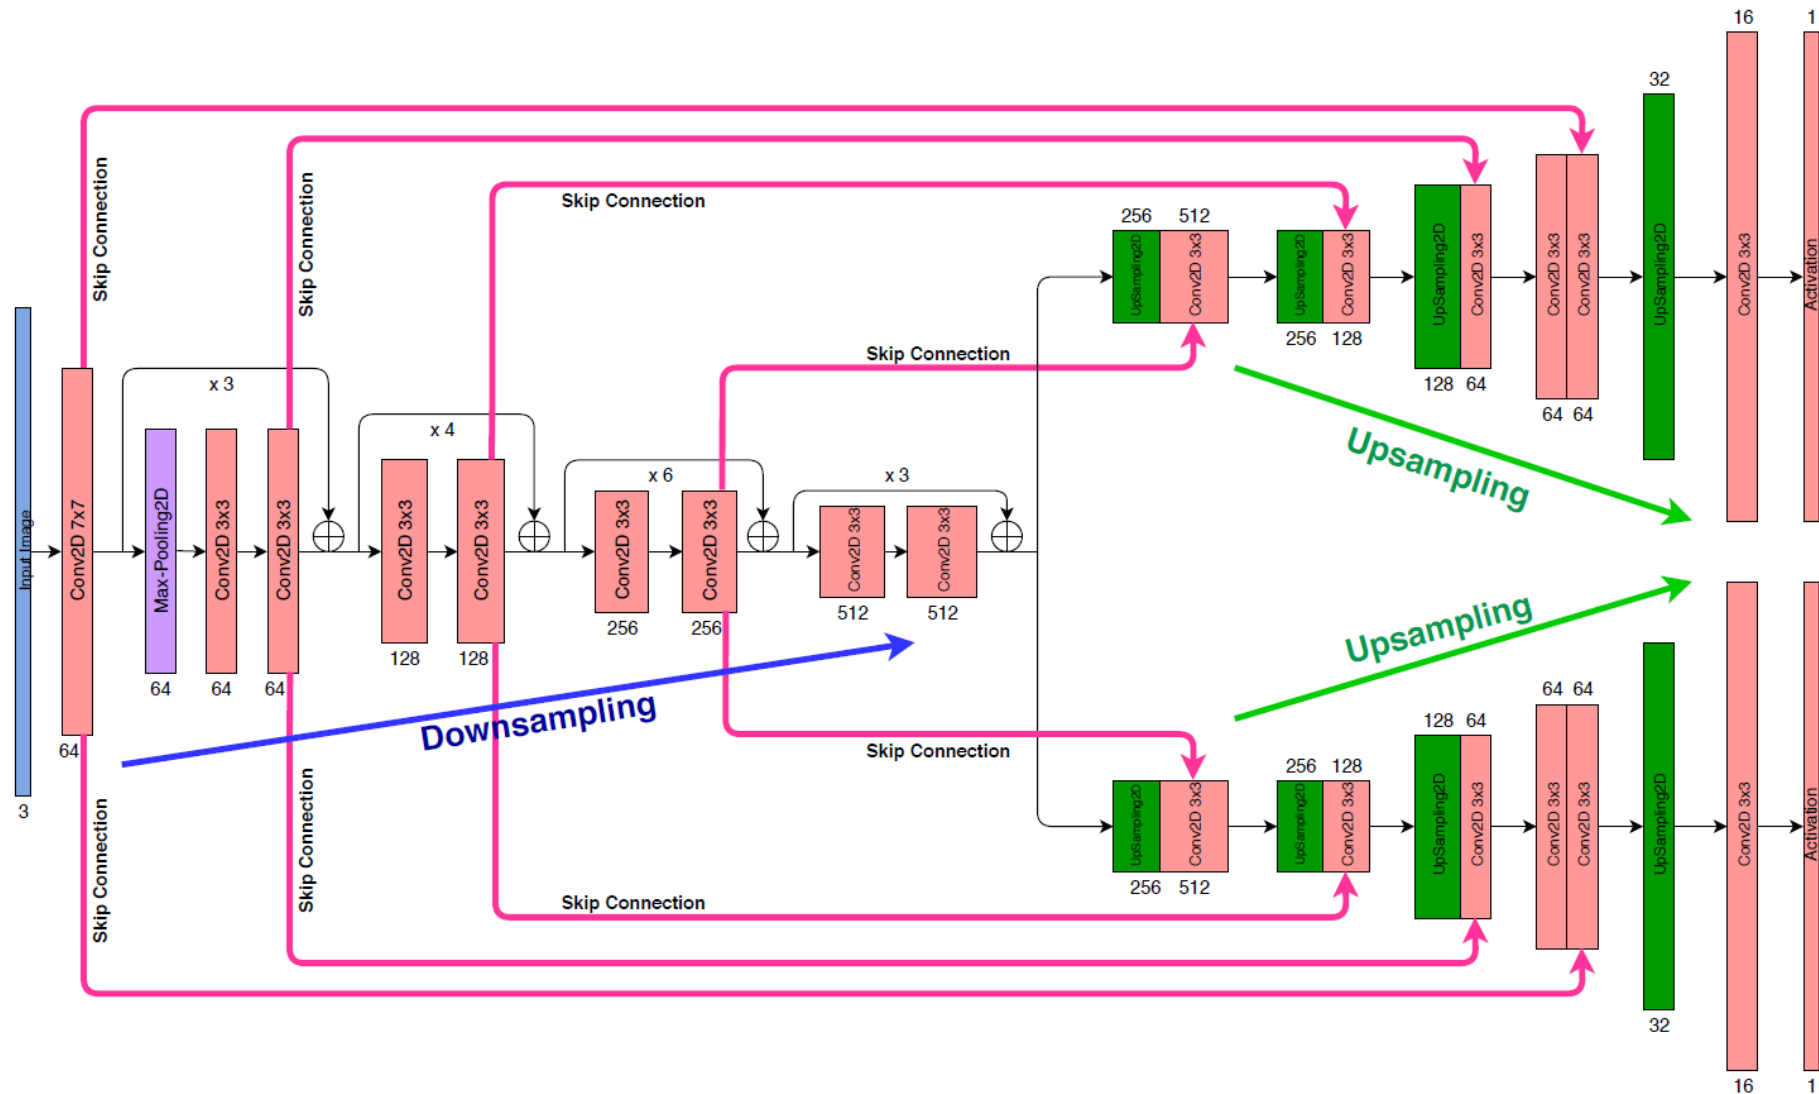 16
1
32
Skip Connection
Skip Connection
Skip Connection
256
512
UpSampling2D
Conv2D 3x3
UpSampling2D
Conv2D 3x3
256
128
UpSampling2D
Conv2D 3x3
128
64
Conv2D 3x3
Conv2D 3x3
64
64
UpSampling2D
Conv2D 3x3
Activation
Skip Connection
x 3
x 4
x 6
x 3
Upsampling
Input Image
3
Conv2D 7x7
64
Max-Pooling2D
64
Conv2D 3x3
64
Conv2D 3x3
64
Conv2D 3x3
128
Conv2D 3x3
128
Conv2D 3x3
256
Conv2D 3x3
256
Conv2D 3x3
512
Conv2D 3x3
512
Downsampling
Upsampling
Skip Connection
Skip Connection
Skip Connection
Skip Connection
UpSampling2D
Conv2D 3x3
256
512
256
128
UpSampling2D
Conv2D 3x3
128
64
UpSampling2D
Conv2D 3x3
64
64
Conv2D 3x3
Conv2D 3x3
UpSampling2D
32
Conv2D 3x3
16
Activation
1